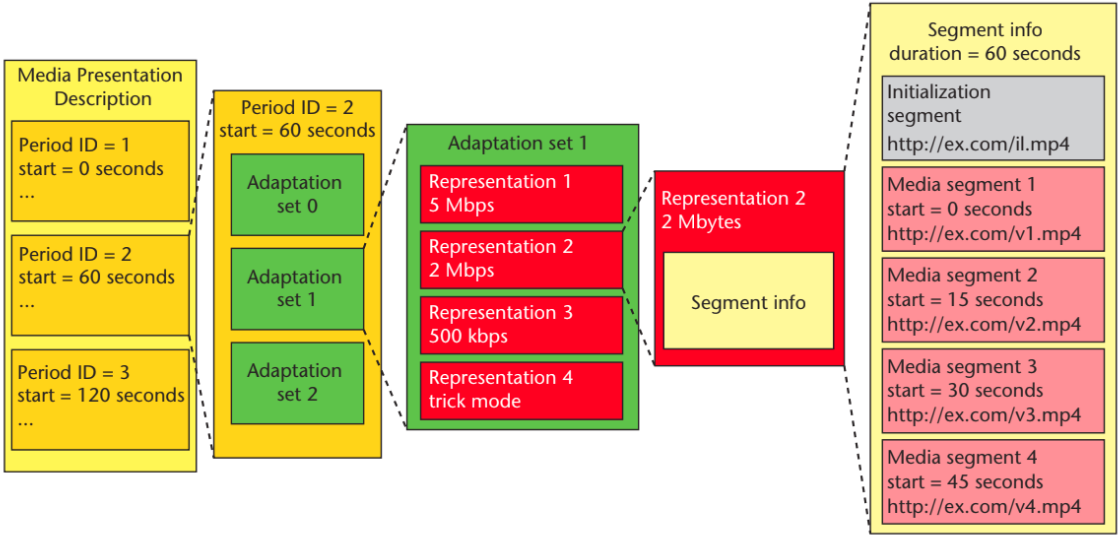 Media Presentation
Description
Period ID = 1
start = 0 seconds
...
Period ID = 2
start = 60 seconds
...
Period ID = 3
start = 120 seconds
...
Period ID = 2
start = 60 seconds
Adaptation
set 0
Adaptation
set 1
Adaptation
set 2
Adaptation set 1
Representation 1
5 Mbps
Representation 2
2 Mbps
Representation 3
500 kbps
Representation 4
trick mode
Representation 2
2 Mbytes
Segment info
Segment info
duration = 60 seconds
Initialization
segment
http://ex.com/il.mp4
Media segment 1
start = 0 seconds
http://ex.com/v1.mp4
Media segment 2
start = 15 seconds
http://ex.com/v2.mp4
Media segment 3
start = 30 seconds
http://ex.com/v3.mp4
Media segment 4
start = 45 seconds
http://ex.com/v4.mp4